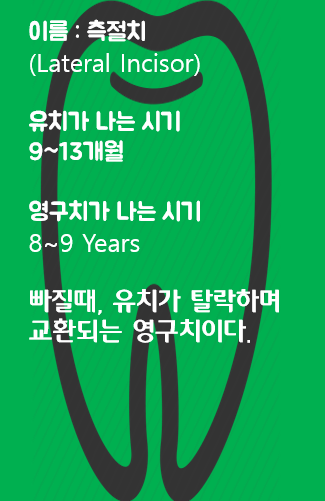 이름 : 측절치
(Lateral Incisor)
유치가 나는 시기
9~13개월
영구치가 나는 시기
8~9 Years
빠질때, 유치가 탈락하며
교환되는 영구치이다.